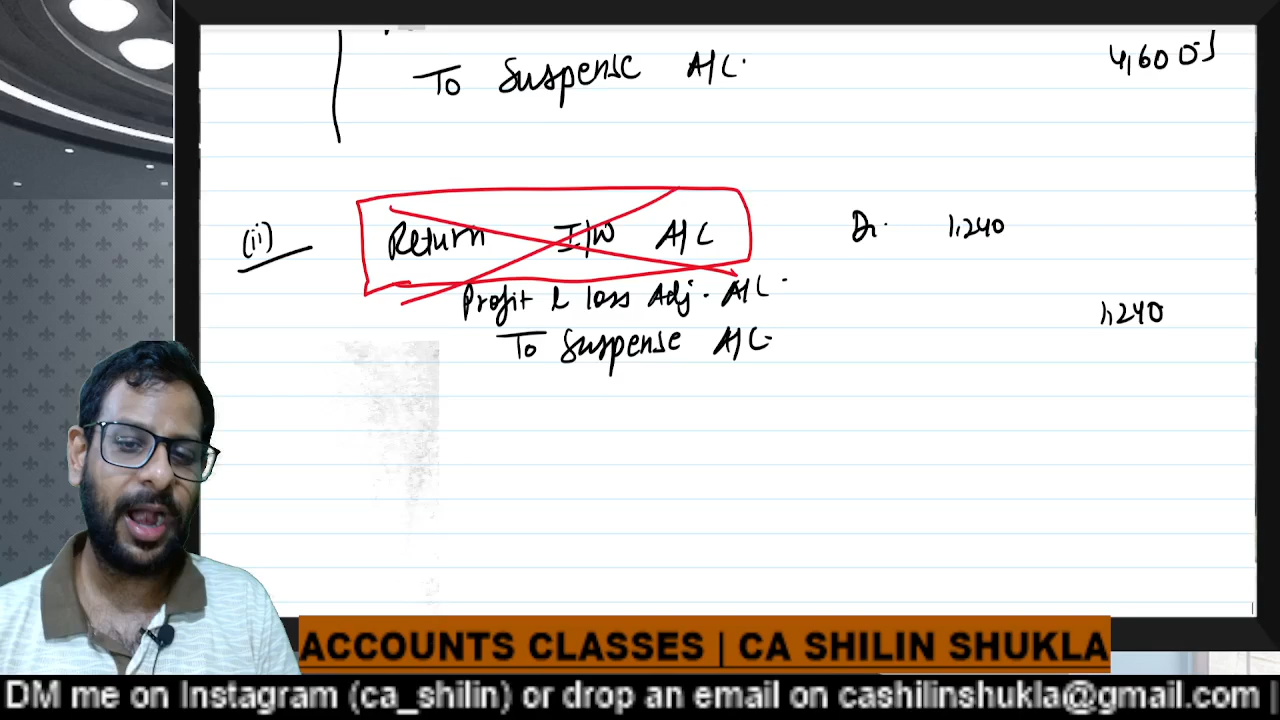 To Suspense A/C.
4,600
(ii) Return I/W A/C Dr. 1,240
Profit & loss Adj. A/C.
1,240
To Suspense A/C.
ACCOUNTS CLASSES | CA SHILIN SHUKLA
DM me on Instagram (ca_shilin) or drop an email on cashilinshukla@gmail.com |